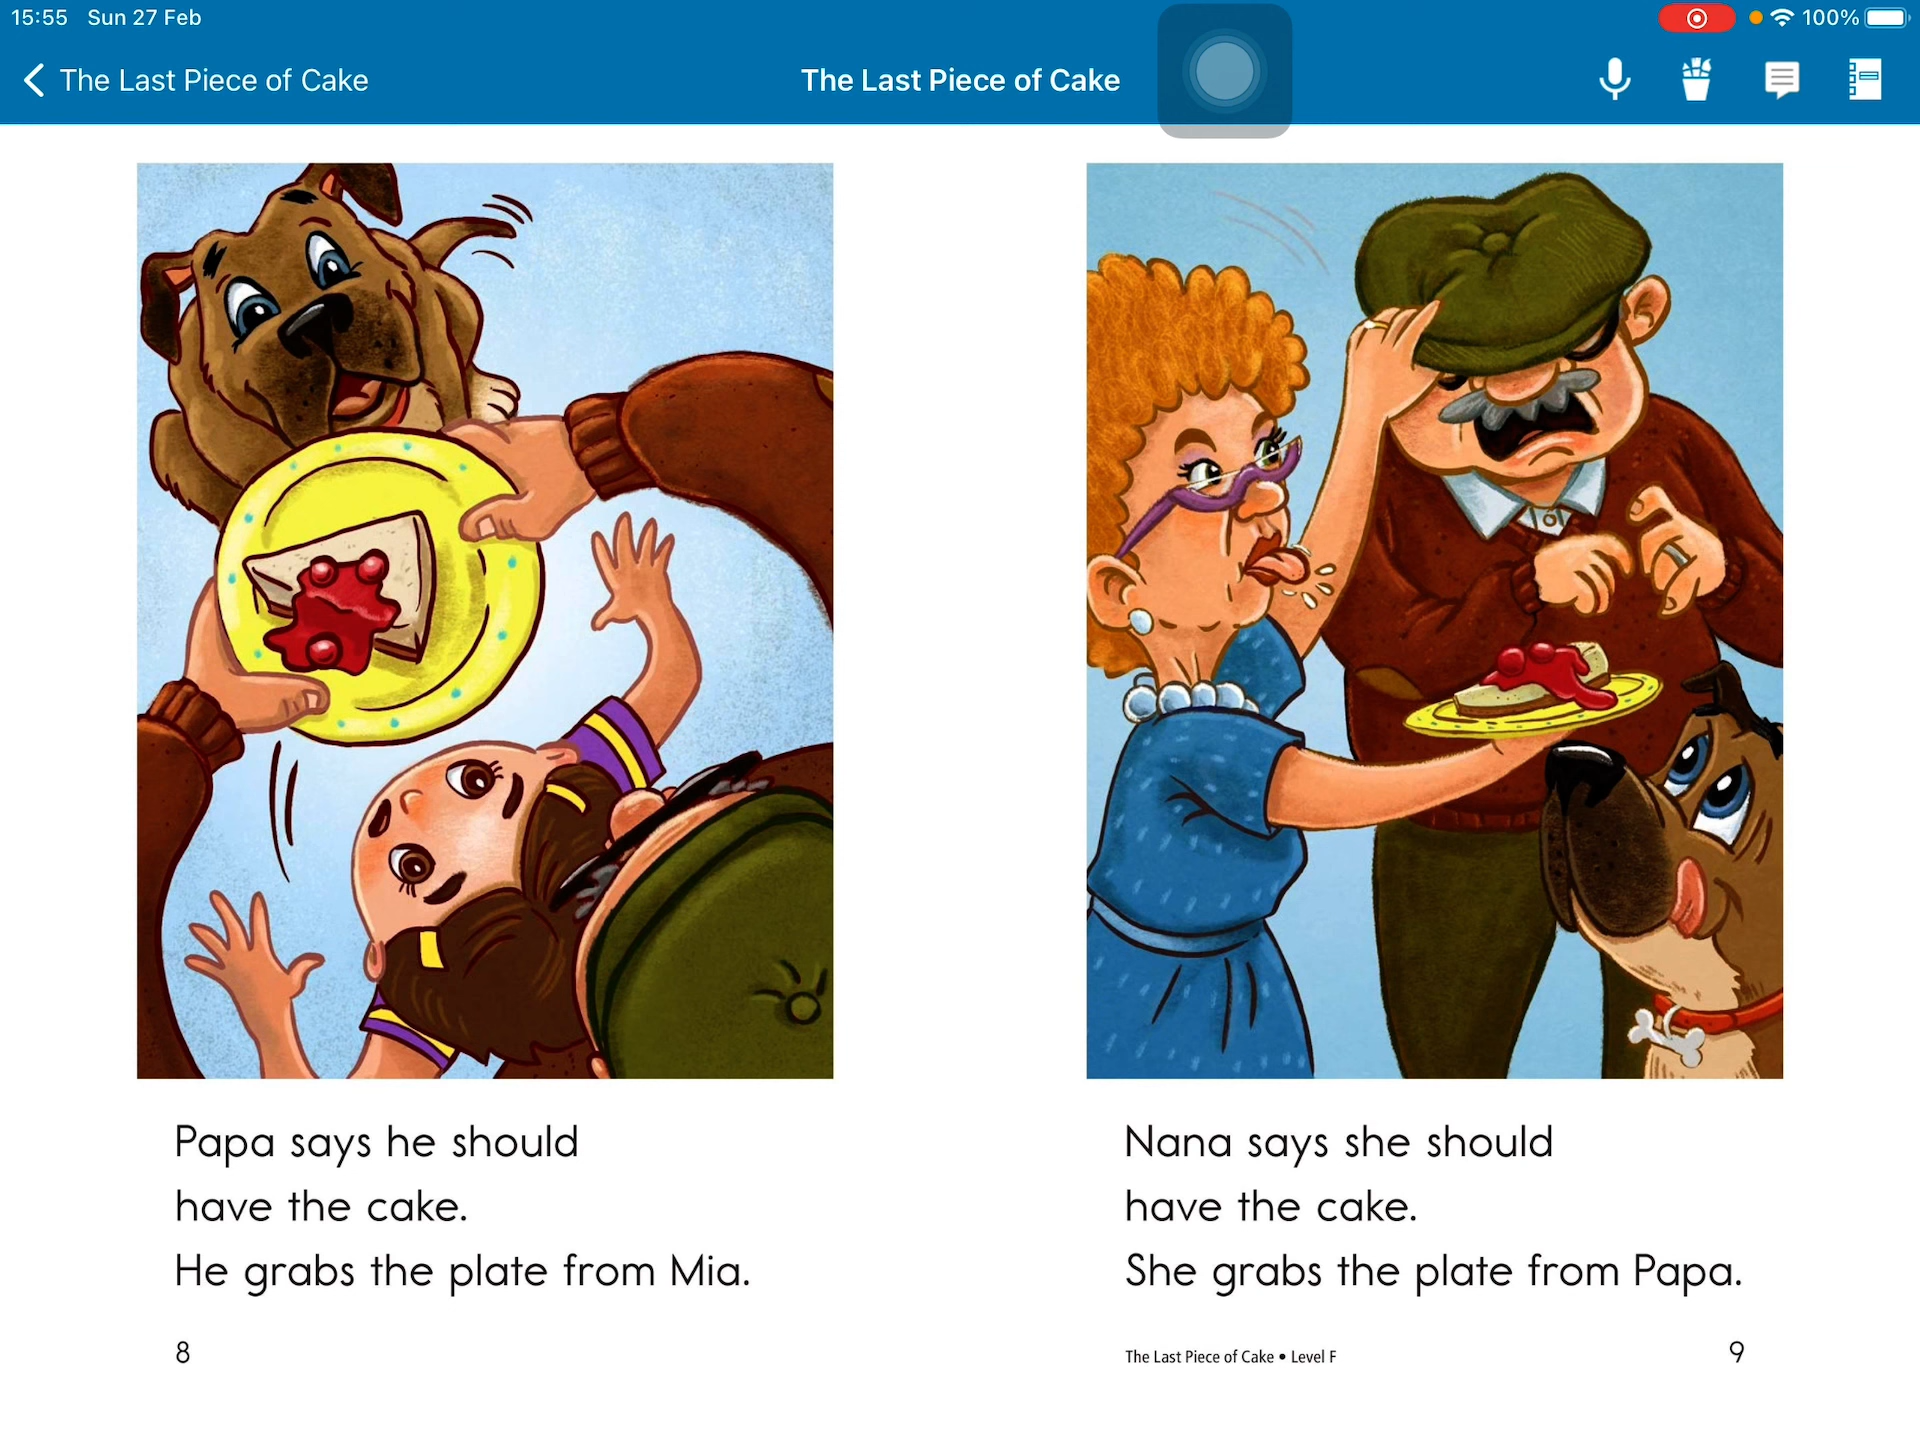 15:55 Sun 27 Feb
100%
The Last Piece of Cake
The Last Piece of Cake
Papa says he should
have the cake.
He grabs the plate from Mia.
8
Nana says she should
have the cake.
She grabs the plate from Papa.
The Last Piece of Cake • Level F
9